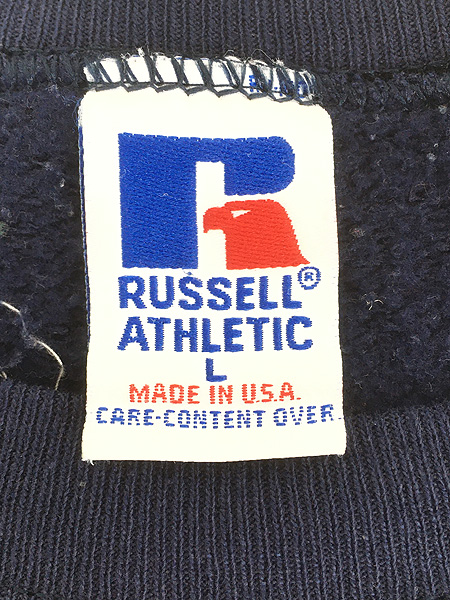 RUSSELL®
ATHLETIC
L
MADE IN U.S.A.
CARE-CONTENT OVER